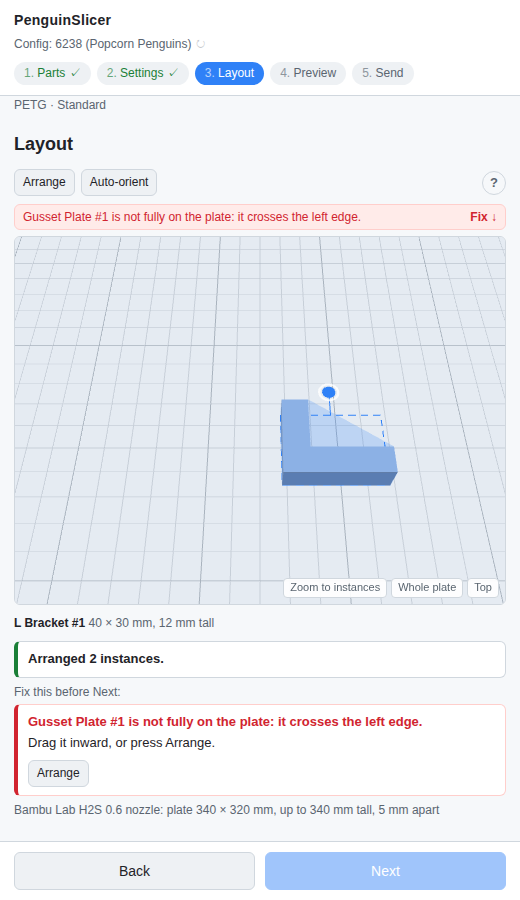 PenguinSlicer
Config: 6238 (Popcorn Penguins)
1. Parts ✓ 2. Settings ✓ 3. Layout 4. Preview 5. Send
PETG · Standard
Layout
Arrange Auto-orient ?
Gusset Plate #1 is not fully on the plate: it crosses the left edge. Fix ↓
Zoom to instances Whole plate Top
L Bracket #1 40 × 30 mm, 12 mm tall
Arranged 2 instances.
Fix this before Next:
Gusset Plate #1 is not fully on the plate: it crosses the left edge.
Drag it inward, or press Arrange.
Arrange
Bambu Lab H2S 0.6 nozzle: plate 340 × 320 mm, up to 340 mm tall, 5 mm apart
Back Next